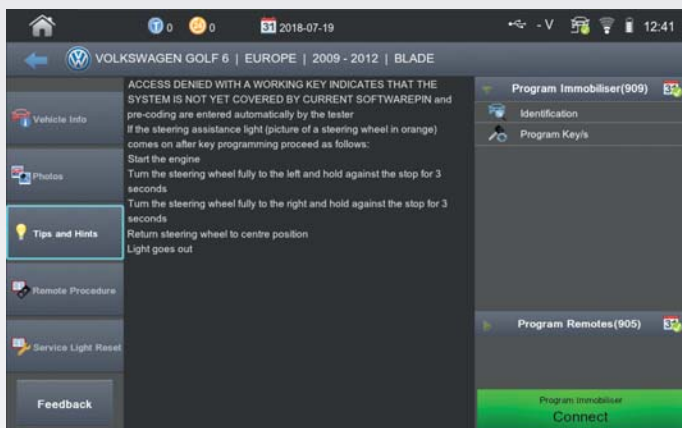 0 0 31 2018-07-19 - V 12:41
VOLKSWAGEN GOLF 6 | EUROPE | 2009 - 2012 | BLADE
Vehicle Info
Photos
Tips and Hints
Remote Procedure
Service Light Reset
Feedback
ACCESS DENIED WITH A WORKING KEY INDICATES THAT THE
SYSTEM IS NOT YET COVERED BY CURRENT SOFTWAREPIN and
pre-coding are entered automatically by the tester
If the steering assistance light (picture of a steering wheel in orange)
comes on after key programming proceed as follows:
Start the engine
Turn the steering wheel fully to the left and hold against the stop for 3
seconds
Turn the steering wheel fully to the right and hold against the stop for 3
seconds
Return steering wheel to centre position
Light goes out
Program Immobiliser(909) 31
Identification
Program Key/s
Program Remotes(905) 31
Program Immobiliser
Connect